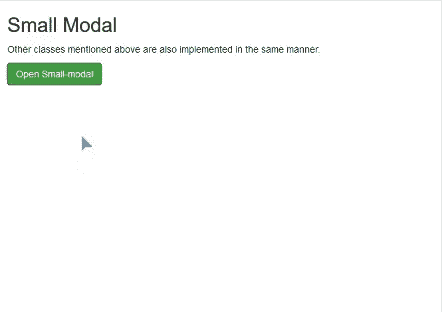 Small Modal
Other classes mentioned above are also implemented in the same manner.
Open Small-modal